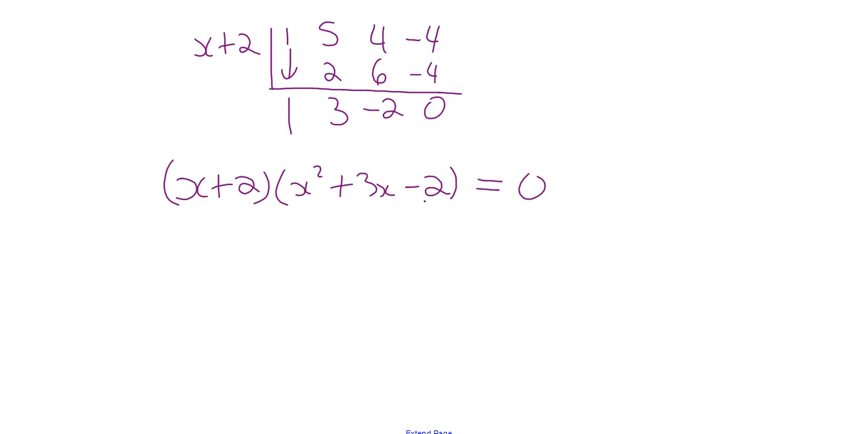 x+2 | 1 5 4 -4
↓ 2 6 -4
1 3 -2 0
(x+2)(x² + 3x - 2) = 0
Extend Page